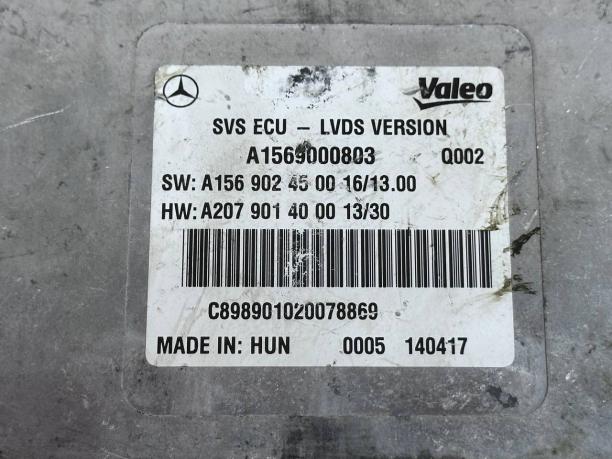 Valeo
SVS ECU - LVDS VERSION
A1569000803 Q002
SW: A156 902 45 00 16/13.00
HW: A207 901 40 00 13/30
C898901020078869
MADE IN: HUN 0005 140417